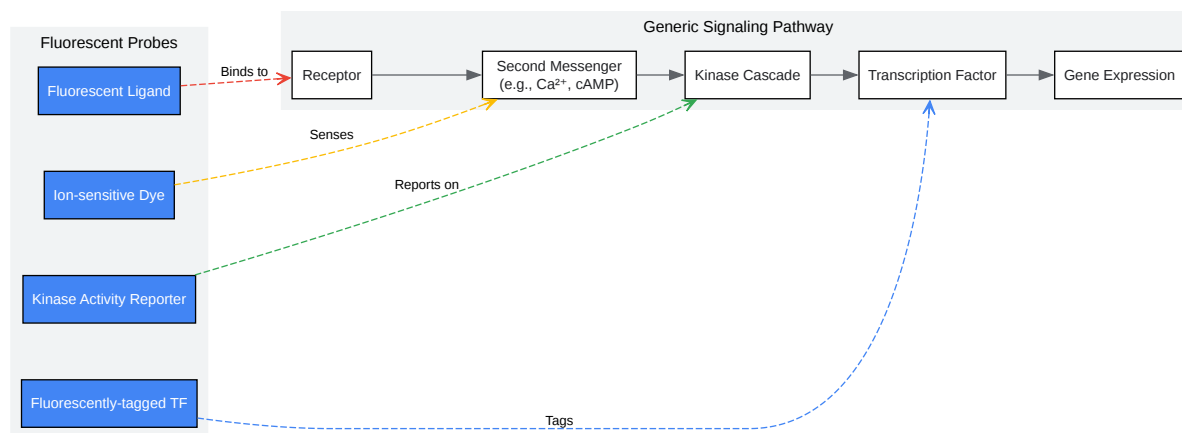 Generic Signaling Pathway
Fluorescent Probes
Fluorescent Ligand
Binds to
Receptor
Second Messenger
(e.g., Ca²⁺, cAMP)
Kinase Cascade
Transcription Factor
Gene Expression
Senses
Ion-sensitive Dye
Reports on
Kinase Activity Reporter
Fluorescently-tagged TF
Tags